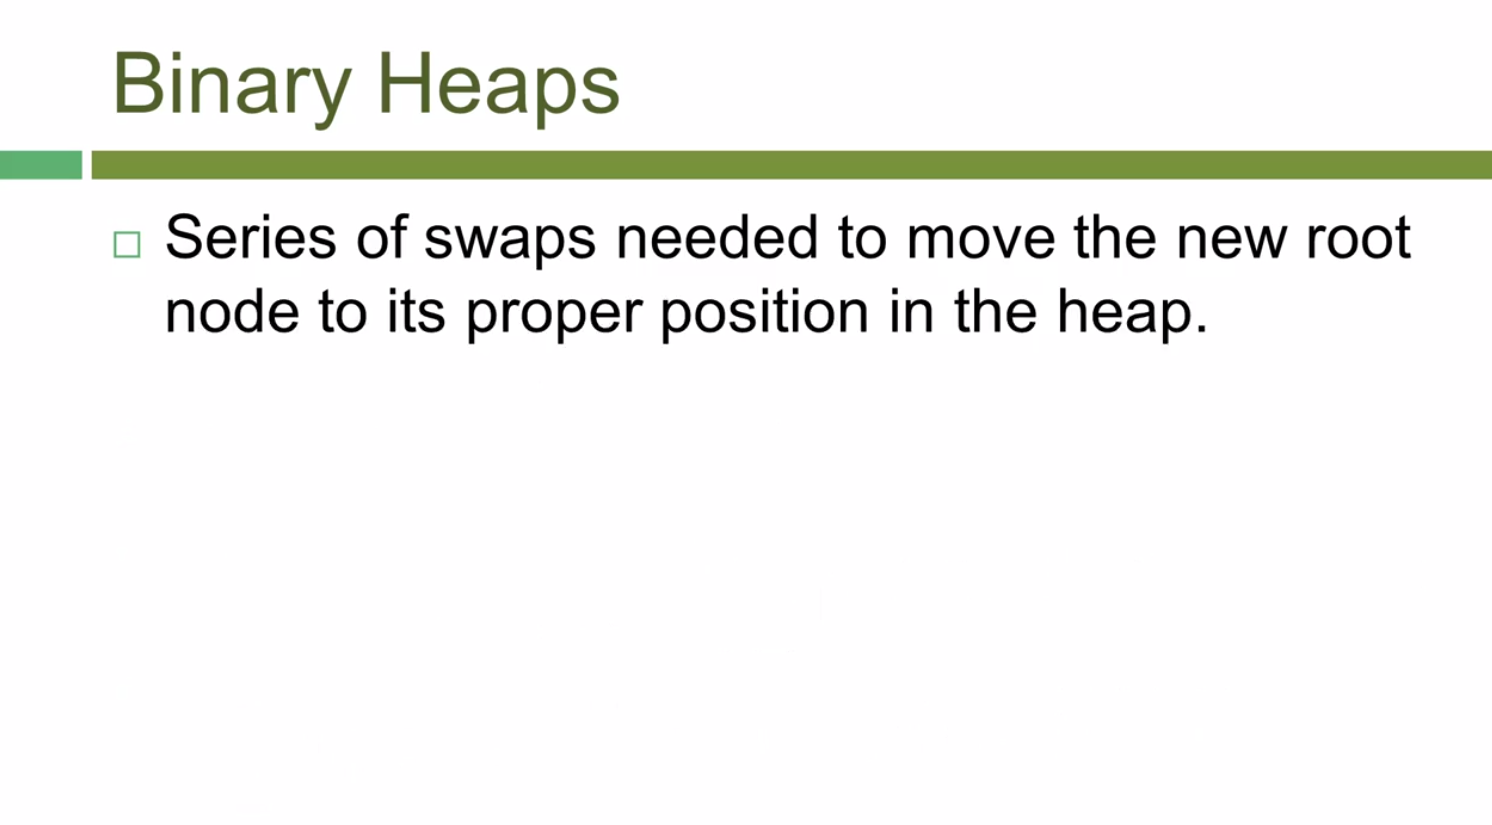 Binary Heaps
Series of swaps needed to move the new root
node to its proper position in the heap.